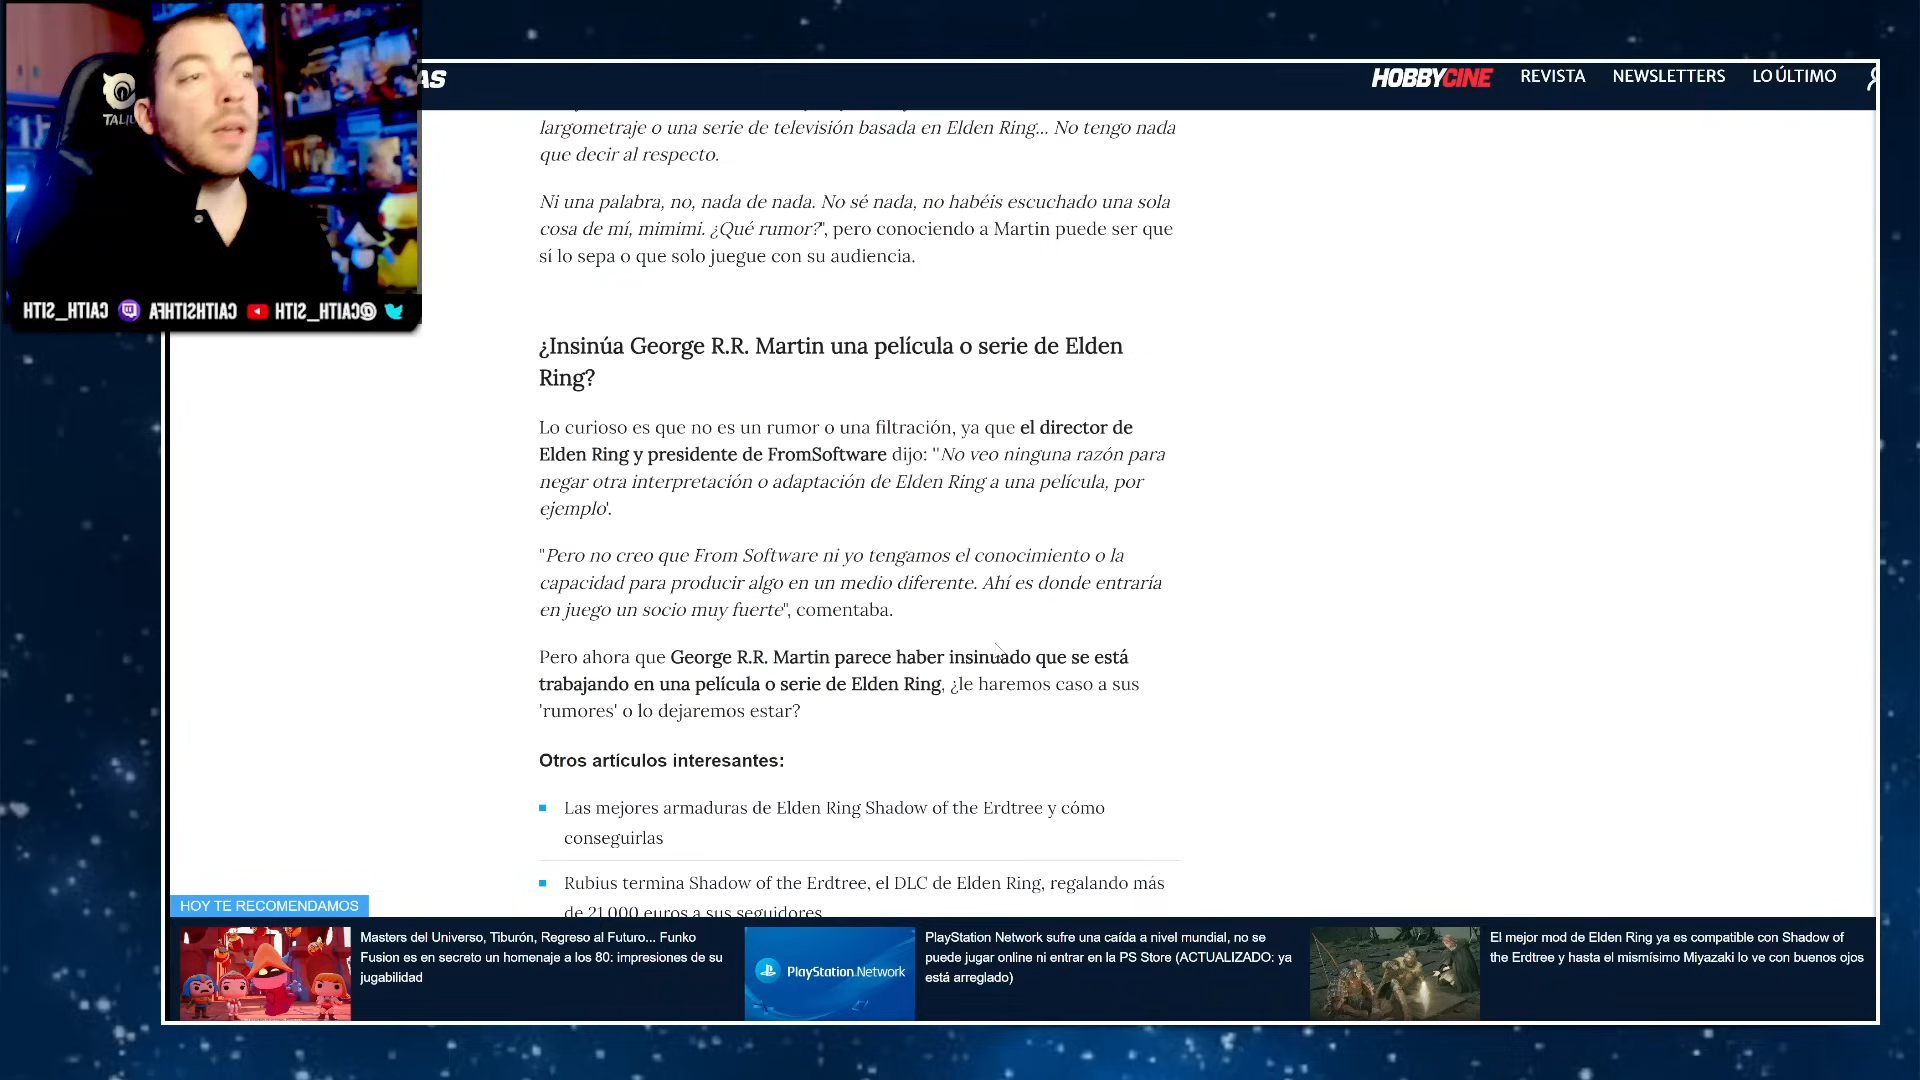 TALIU
HTIS_HTIAC AFHTISHTIAC HTIS_HTIAC@
AS
HOBBYCINE REVISTA NEWSLETTERS LO ÚLTIMO
largometraje o una serie de televisión basada en Elden Ring... No tengo nada
que decir al respecto.
Ni una palabra, no, nada de nada. No sé nada, no habéis escuchado una sola
cosa de mí, mimimi. ¿Qué rumor?", pero conociendo a Martin puede ser que
sí lo sepa o que solo juegue con su audiencia.
¿Insinúa George R.R. Martin una película o serie de Elden
Ring?
Lo curioso es que no es un rumor o una filtración, ya que el director de
Elden Ring y presidente de FromSoftware dijo: "No veo ninguna razón para
negar otra interpretación o adaptación de Elden Ring a una película, por
ejemplo'.
"Pero no creo que From Software ni yo tengamos el conocimiento o la
capacidad para producir algo en un medio diferente. Ahí es donde entraría
en juego un socio muy fuerte", comentaba.
Pero ahora que George R.R. Martin parece haber insinuado que se está
trabajando en una película o serie de Elden Ring, ¿le haremos caso a sus
'rumores' o lo dejaremos estar?
Otros artículos interesantes:
Las mejores armaduras de Elden Ring Shadow of the Erdtree y cómo
conseguirlas
Rubius termina Shadow of the Erdtree, el DLC de Elden Ring, regalando más
de 21.000 euros a sus seguidores
HOY TE RECOMENDAMOS
Masters del Universo, Tiburón, Regreso al Futuro... Funko
Fusion es en secreto un homenaje a los 80: impresiones de su
jugabilidad
PlayStation Network
PlayStation Network sufre una caída a nivel mundial, no se
puede jugar online ni entrar en la PS Store (ACTUALIZADO: ya
está arreglado)
El mejor mod de Elden Ring ya es compatible con Shadow of
the Erdtree y hasta el mismísimo Miyazaki lo ve con buenos ojos